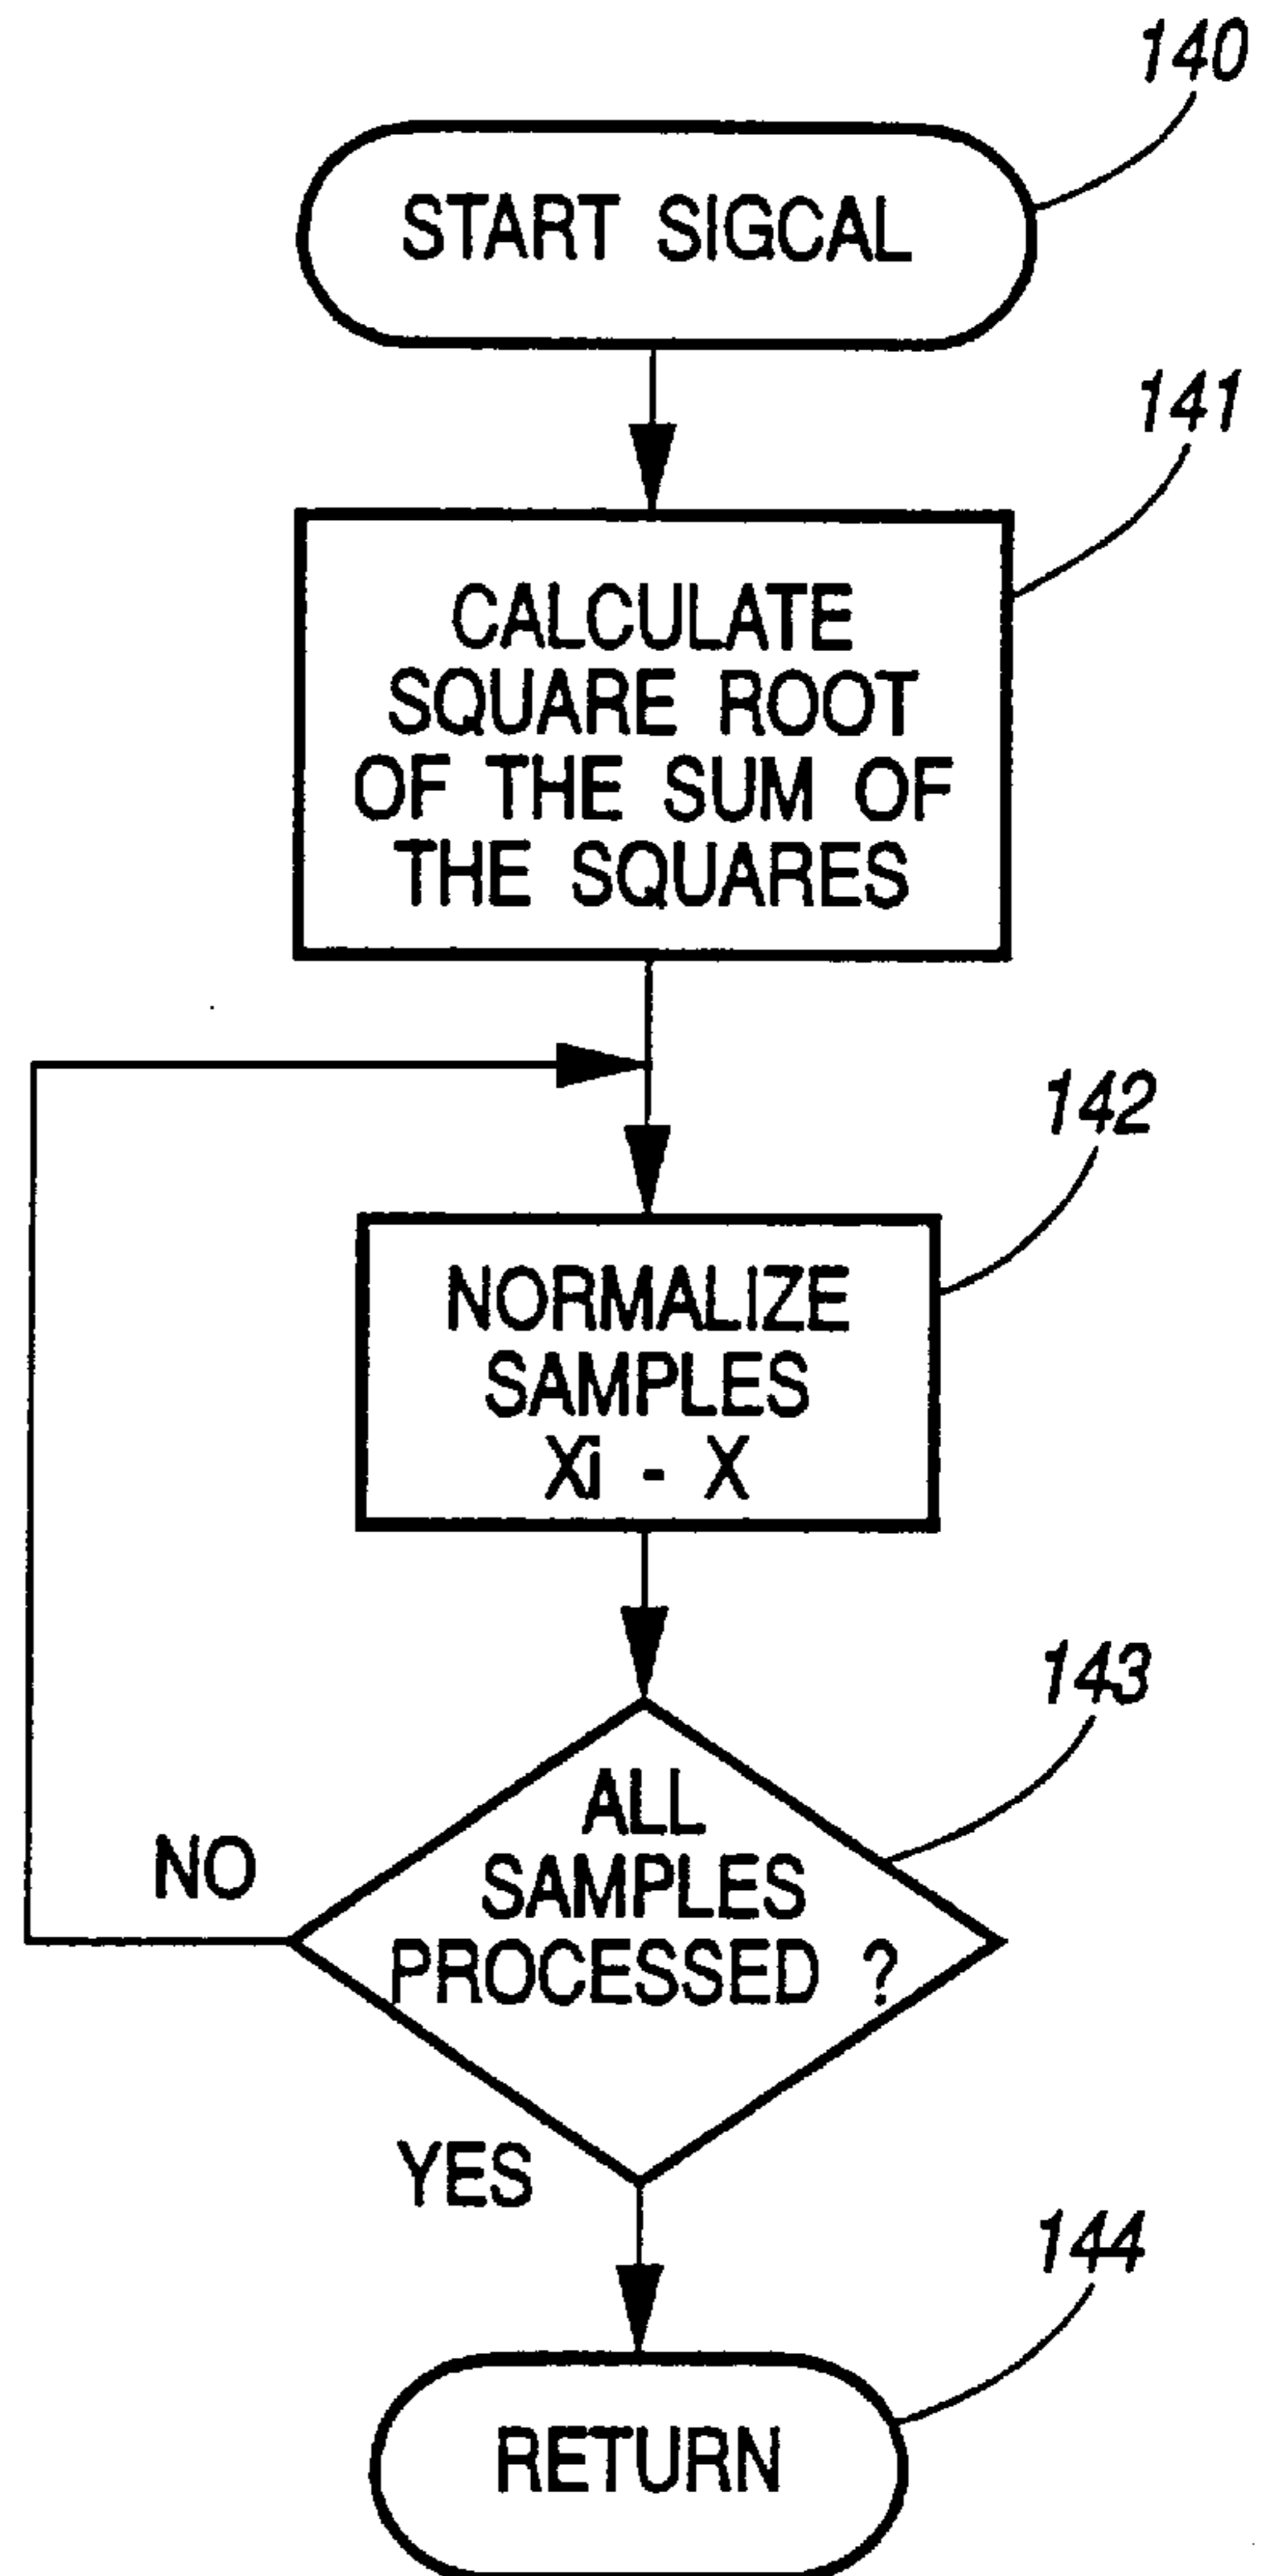 140
START SIGCAL
141
CALCULATE
SQUARE ROOT
OF THE SUM OF
THE SQUARES
142
NORMALIZE
SAMPLES
Xi - X
143
ALL
SAMPLES
PROCESSED ?
NO
YES
144
RETURN